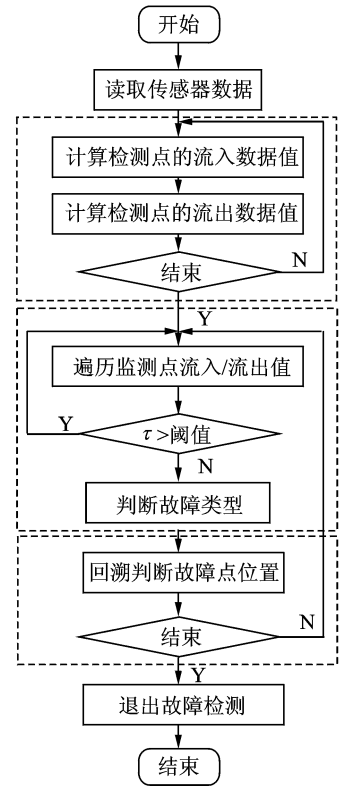 开始
读取传感器数据
计算检测点的流入数据值
计算检测点的流出数据值
结束
N
Y
遍历监测点流入/流出值
τ>阈值
Y
N
判断故障类型
回溯判断故障点位置
结束
N
Y
退出故障检测
结束